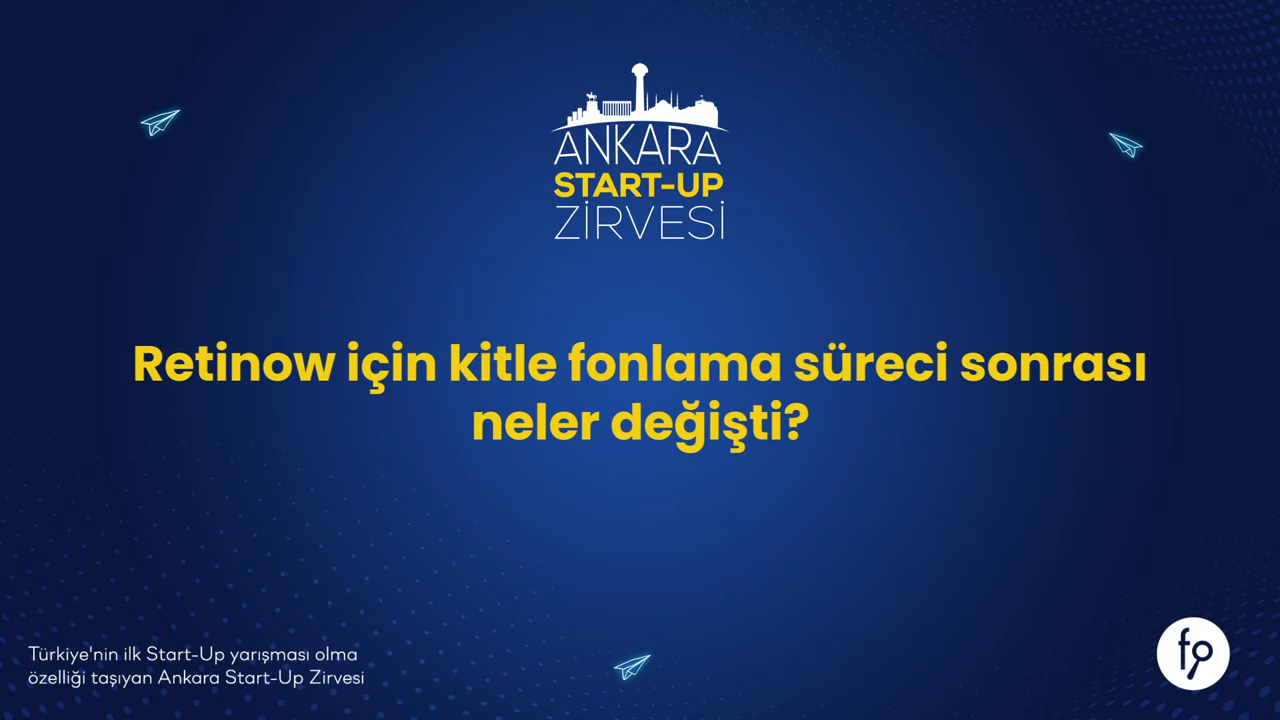 ANKARA
START-UP
ZİRVESİ
Retinow için kitle fonlama süreci sonrası
neler değişti?
Türkiye'nin ilk Start-Up yarışması olma
özelliği taşıyan Ankara Start-Up Zirvesi
fo